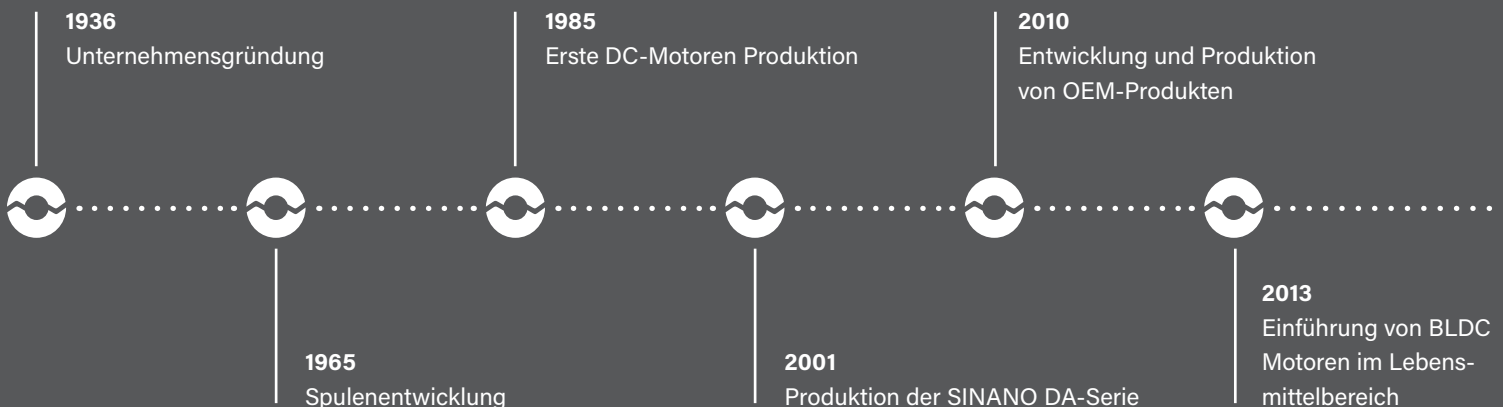 1936
Unternehmensgründung
1985
Erste DC-Motoren Produktion
2010
Entwicklung und Produktion
von OEM-Produkten
1965
Spulenentwicklung
2001
Produktion der SINANO DA-Serie
2013
Einführung von BLDC
Motoren im Lebens-
mittelbereich